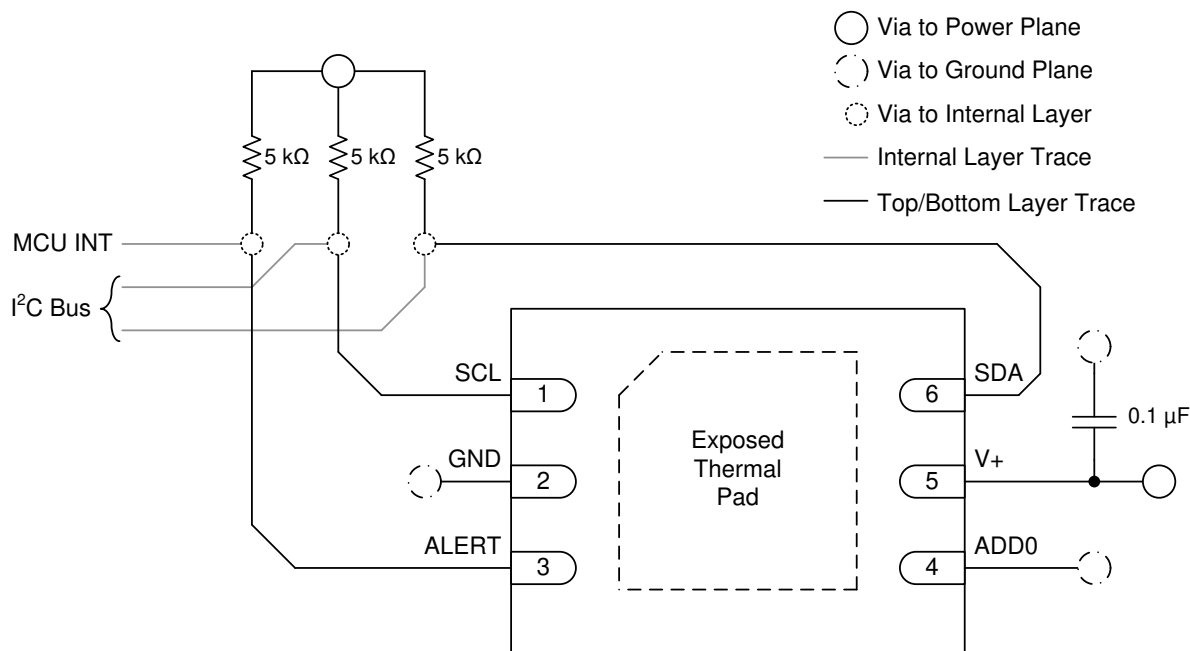 Via to Power Plane
Via to Ground Plane
Via to Internal Layer
Internal Layer Trace
Top/Bottom Layer Trace
5 kΩ
5 kΩ
5 kΩ
MCU INT
I²C Bus
SCL
1
GND
2
ALERT
3
Exposed
Thermal
Pad
SDA
6
V+
5
ADD0
4
0.1 µF